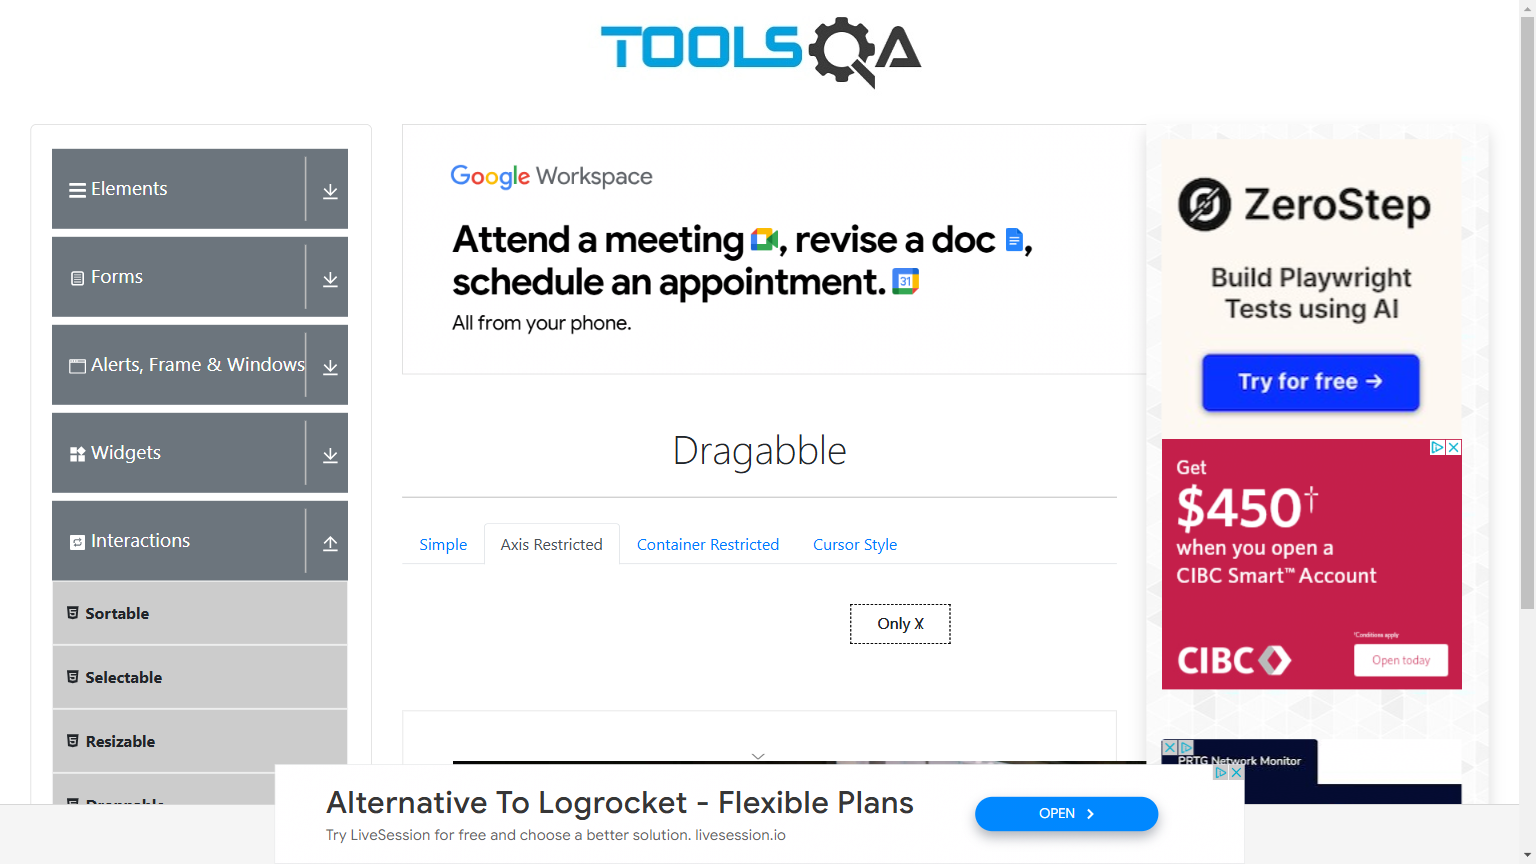 TOOLSQA
Elements
Forms
Alerts, Frame & Windows
Widgets
Interactions
Sortable
Selectable
Resizable
Google Workspace
Attend a meeting, revise a doc,
schedule an appointment.
31
All from your phone.
Dragabble
Simple
Axis Restricted
Container Restricted
Cursor Style
Only X
ZeroStep
Build Playwright
Tests using AI
Try for free →
Get
$450†
when you open a
CIBC Smart™ Account
*Conditions apply
CIBC
Open today
PRTG Network Monitor
Alternative To Logrocket - Flexible Plans
Try LiveSession for free and choose a better solution. livesession.io
OPEN